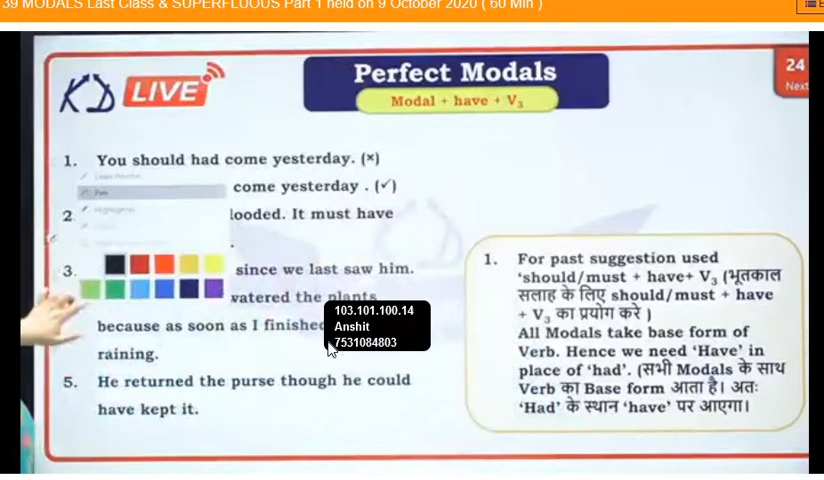 39 MODALS Last Class & SUPERFLUOUS Part 1 held on 9 October 2020 ( 60 Min )
KD LIVE
Perfect Modals
Modal + have + V₃
24
Next
1. You should had come yesterday. (×)
come yesterday . (✓)
2 looded. It must have
.
3. since we last saw him.
watered the plants
because as soon as I finished
raining.
5. He returned the purse though he could
have kept it.
Pen
Highlighter
103.101.100.14
Anshit
7531084803
1. For past suggestion used
‘should/must + have+ V₃ (भूतकाल
सलाह के लिए should/must + have
+ V₃ का प्रयोग करे )
All Modals take base form of
Verb. Hence we need ‘Have’ in
place of ‘had’. (सभी Modals के साथ
Verb का Base form आता है। अतः
‘Had’ के स्थान ‘have’ पर आएगा।